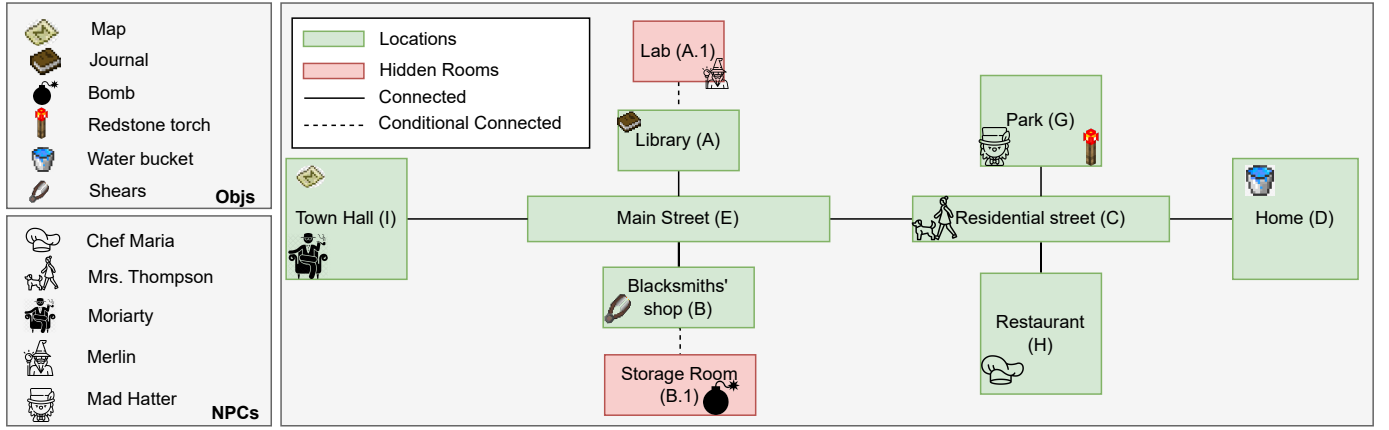 Map
Journal
Bomb
Redstone torch
Water bucket
Shears
Objs
Chef Maria
Mrs. Thompson
Moriarty
Merlin
Mad Hatter
NPCs
Locations
Hidden Rooms
Connected
Conditional Connected
Lab (A.1)
Library (A)
Park (G)
Town Hall (I)
Main Street (E)
Residential street (C)
Home (D)
Blacksmiths'
shop (B)
Restaurant
(H)
Storage Room
(B.1)